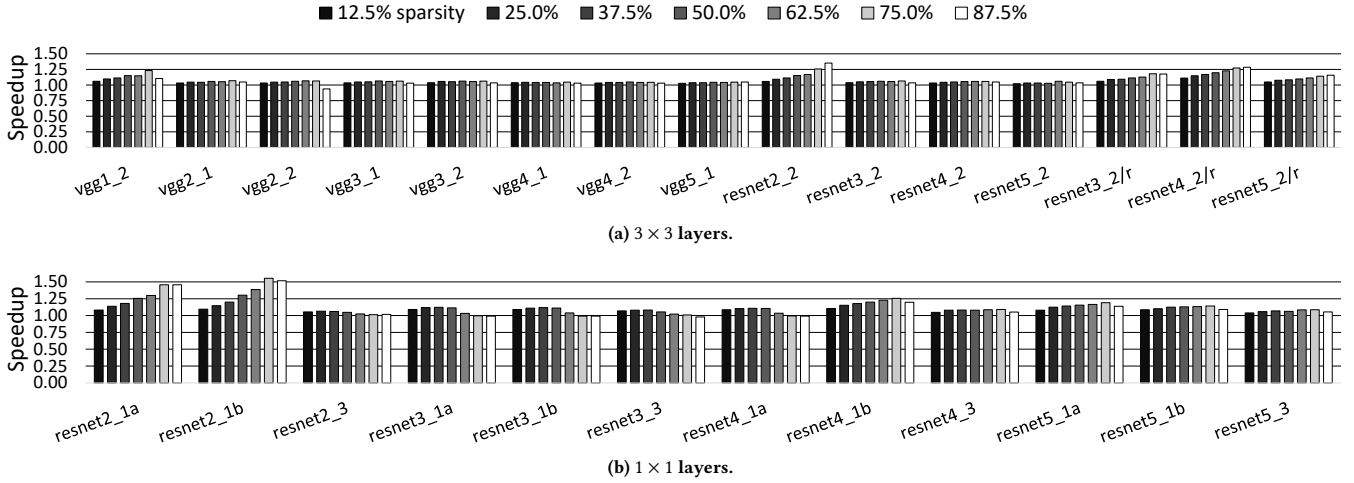 12.5% sparsity 25.0% 37.5% 50.0% 62.5% 75.0% 87.5%
Speedup
1.50
1.25
1.00
0.75
0.50
0.25
0.00
vgg1_2 vgg2_1 vgg2_2 vgg3_1 vgg3_2 vgg4_1 vgg4_2 vgg5_1 resnet2_2 resnet3_2 resnet4_2 resnet5_2 resnet3_2/r resnet4_2/r resnet5_2/r
(a) 3 × 3 layers.
Speedup
1.50
1.25
1.00
0.75
0.50
0.25
0.00
resnet2_1a resnet2_1b resnet2_3 resnet3_1a resnet3_1b resnet3_3 resnet4_1a resnet4_1b resnet4_3 resnet5_1a resnet5_1b resnet5_3
(b) 1 × 1 layers.